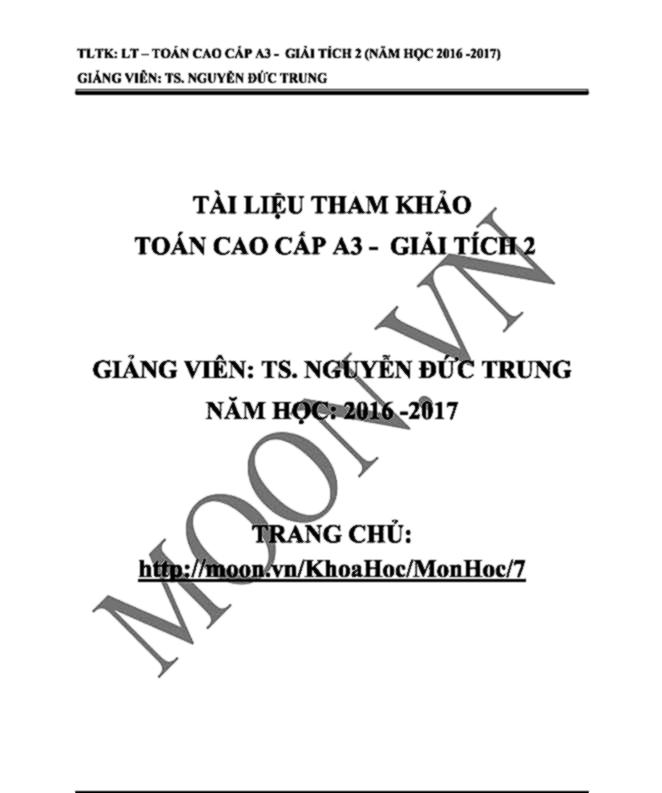 TLTK: LT – TOÁN CAO CẤP A3 - GIẢI TÍCH 2 (NĂM HỌC 2016 -2017)
GIẢNG VIÊN: TS. NGUYỄN ĐỨC TRUNG
TÀI LIỆU THAM KHẢO
TOÁN CAO CẤP A3 - GIẢI TÍCH 2
GIẢNG VIÊN: TS. NGUYỄN ĐỨC TRUNG
NĂM HỌC: 2016 -2017
TRANG CHỦ:
http://moon.vn/KhoaHoc/MonHoc/7
MOON.VN